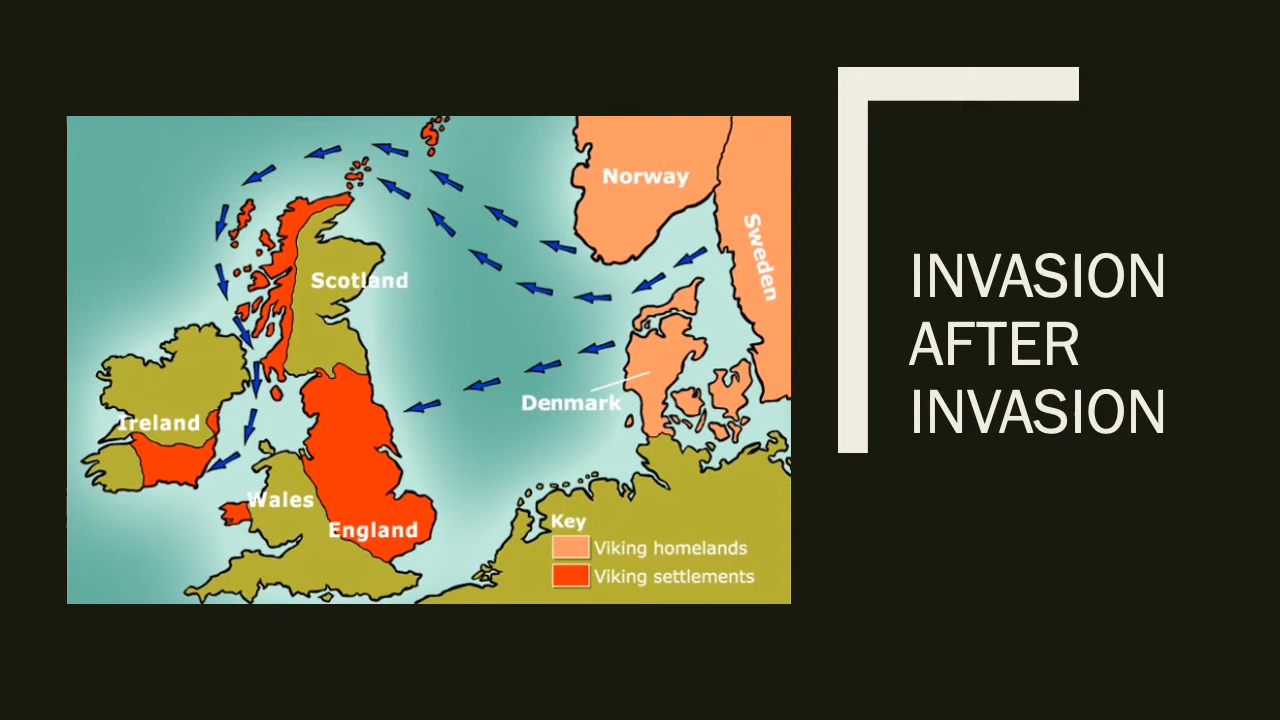 Norway
Sweden
Scotland
Denmark
Ireland
Wales
England
Key
Viking homelands
Viking settlements
INVASION
AFTER
INVASION